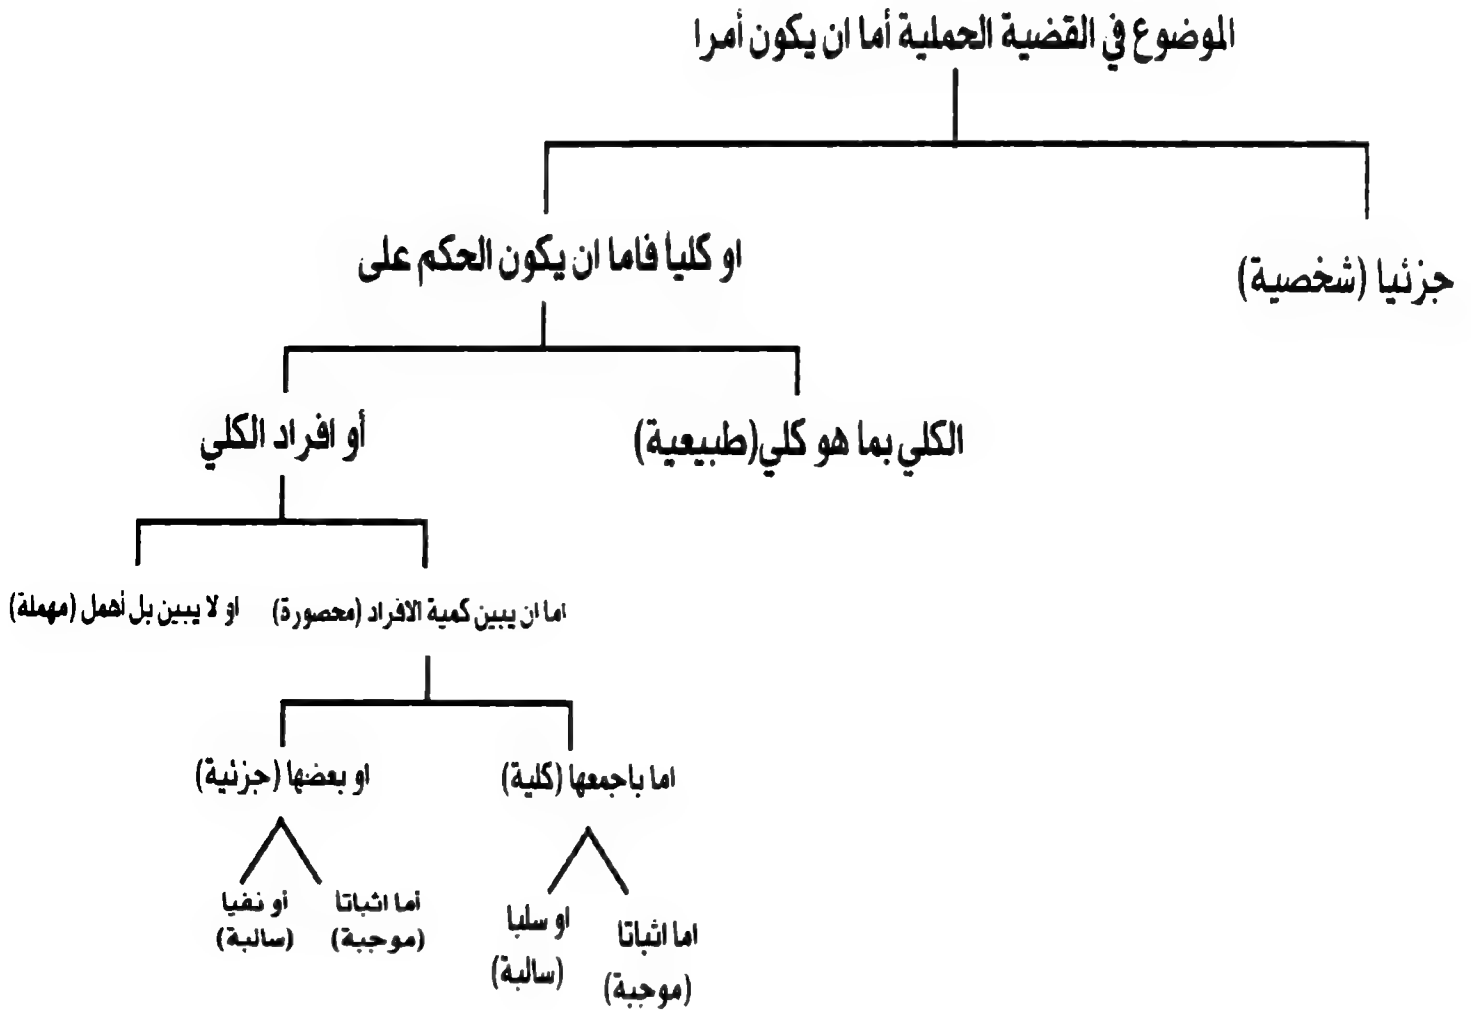 الموضوع في القضية الحملية أما ان يكون أمرا
جزئيا (شخصية)
او كلياً فاما ان يكون الحكم على
الكلي بما هو كلي(طبيعية)
أو افراد الكلي
اما ان يبين كمية الافراد (محصورة)
او لا يبين بل أهمل (مهملة)
اما باجمعها (كلية)
او بعضها (جزئية)
اما اثباتا
(موجبة)
او سلبا
(سالبة)
أما اثباتا
(موجبة)
أو نفيا
(سالبة)